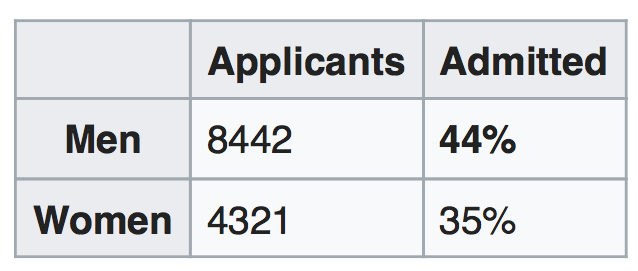 Applicants Admitted
Men 8442 44%
Women 4321 35%